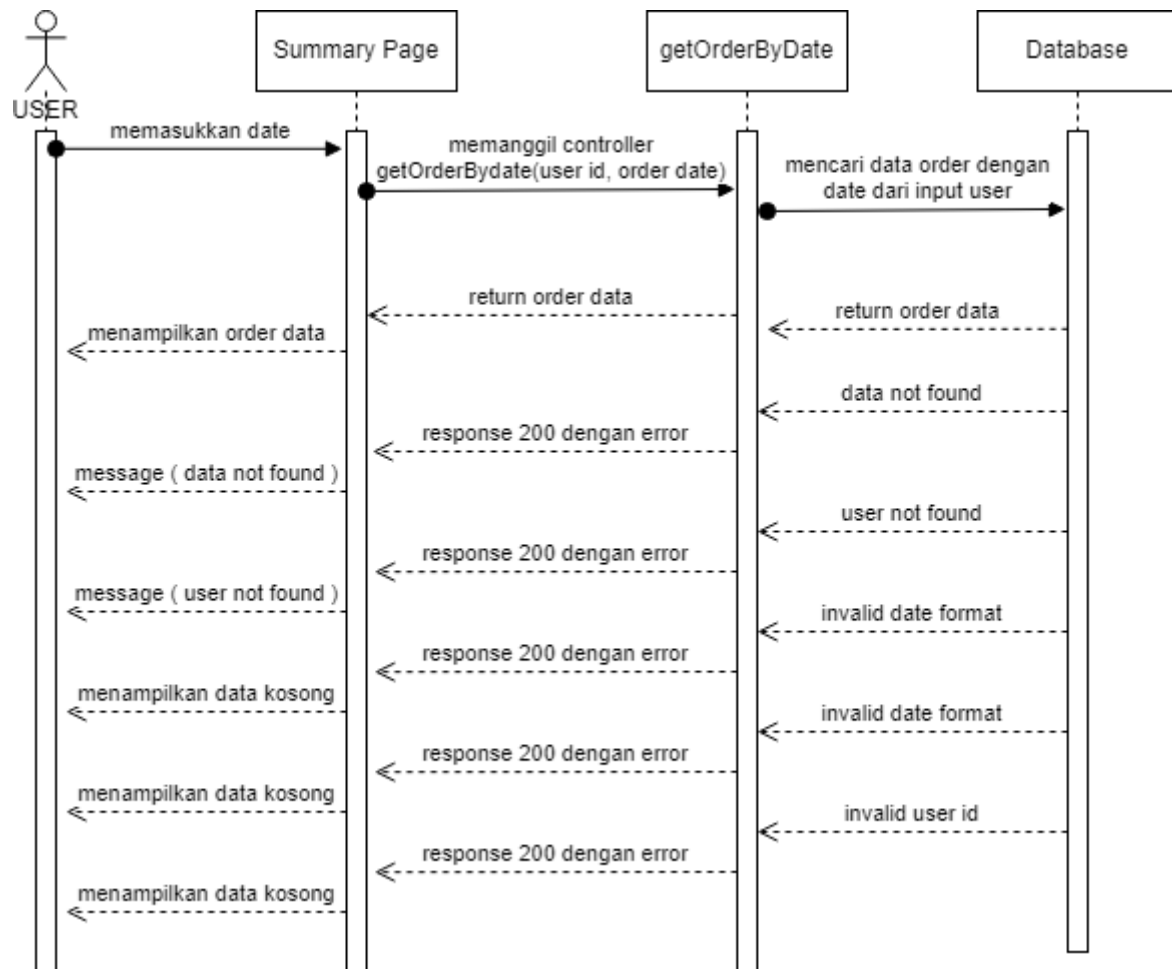 Summary Page
getOrderByDate
Database
USER
memasukkan date
memanggil controller
getOrderBydate(user id, order date)
mencari data order dengan
date dari input user
return order data
return order data
menampilkan order data
data not found
response 200 dengan error
message ( data not found )
user not found
response 200 dengan error
message ( user not found )
invalid date format
response 200 dengan error
menampilkan data kosong
invalid date format
response 200 dengan error
menampilkan data kosong
invalid user id
response 200 dengan error
menampilkan data kosong